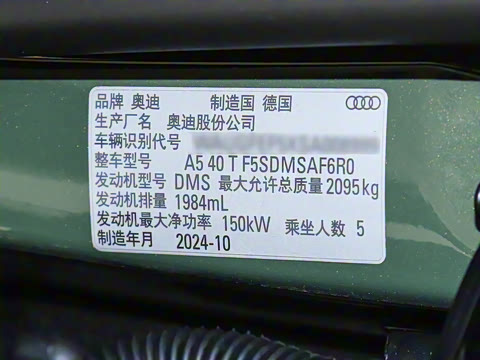 品牌 奥迪 制造国 德国
生产厂名 奥迪股份公司
车辆识别代号
整车型号 A5 40 T F5SDMSAF6R0
发动机型号 DMS 最大允许总质量 2095kg
发动机排量 1984mL
发动机最大净功率 150kW 乘坐人数 5
制造年月 2024-10